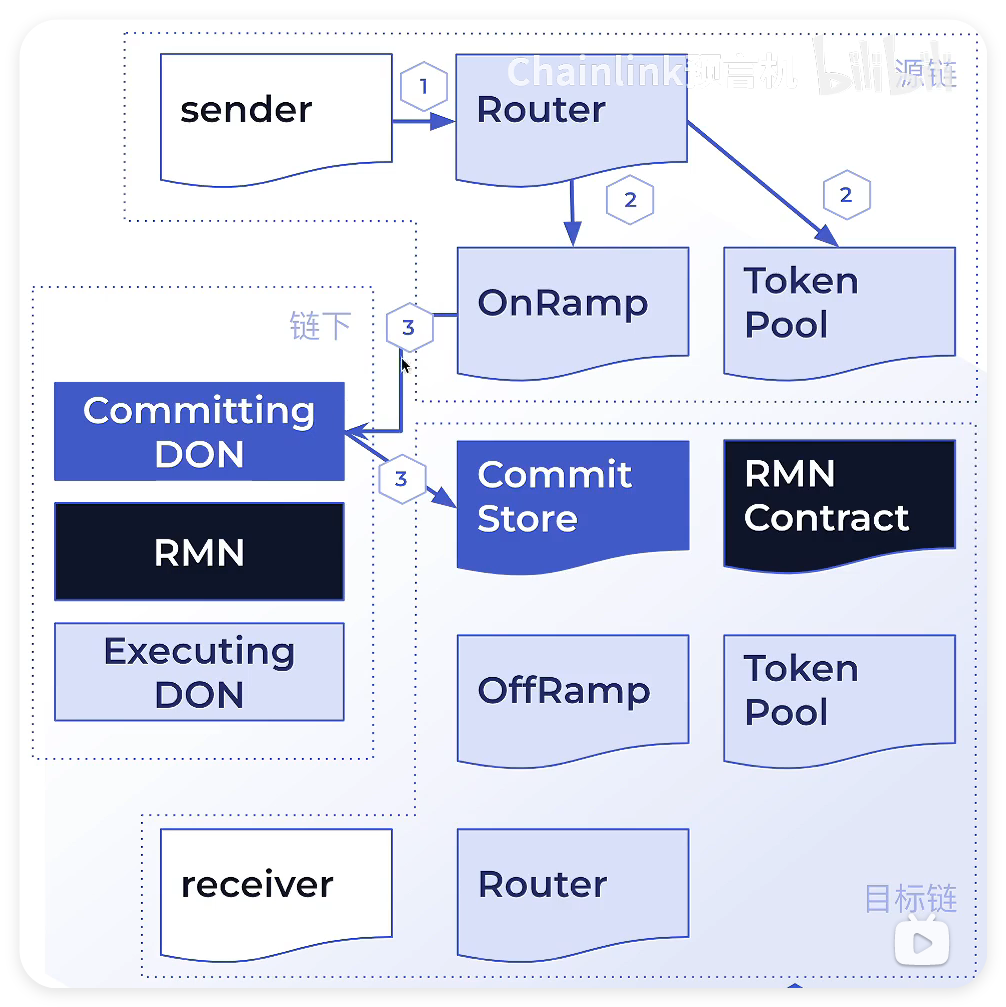 Chainlink预言机 bilibili
源链
sender
1
Router
2
2
OnRamp
Token
Pool
3
链下
Committing
DON
3
Commit
Store
RMN
Contract
RMN
Executing
DON
OffRamp
Token
Pool
receiver
Router
目标链